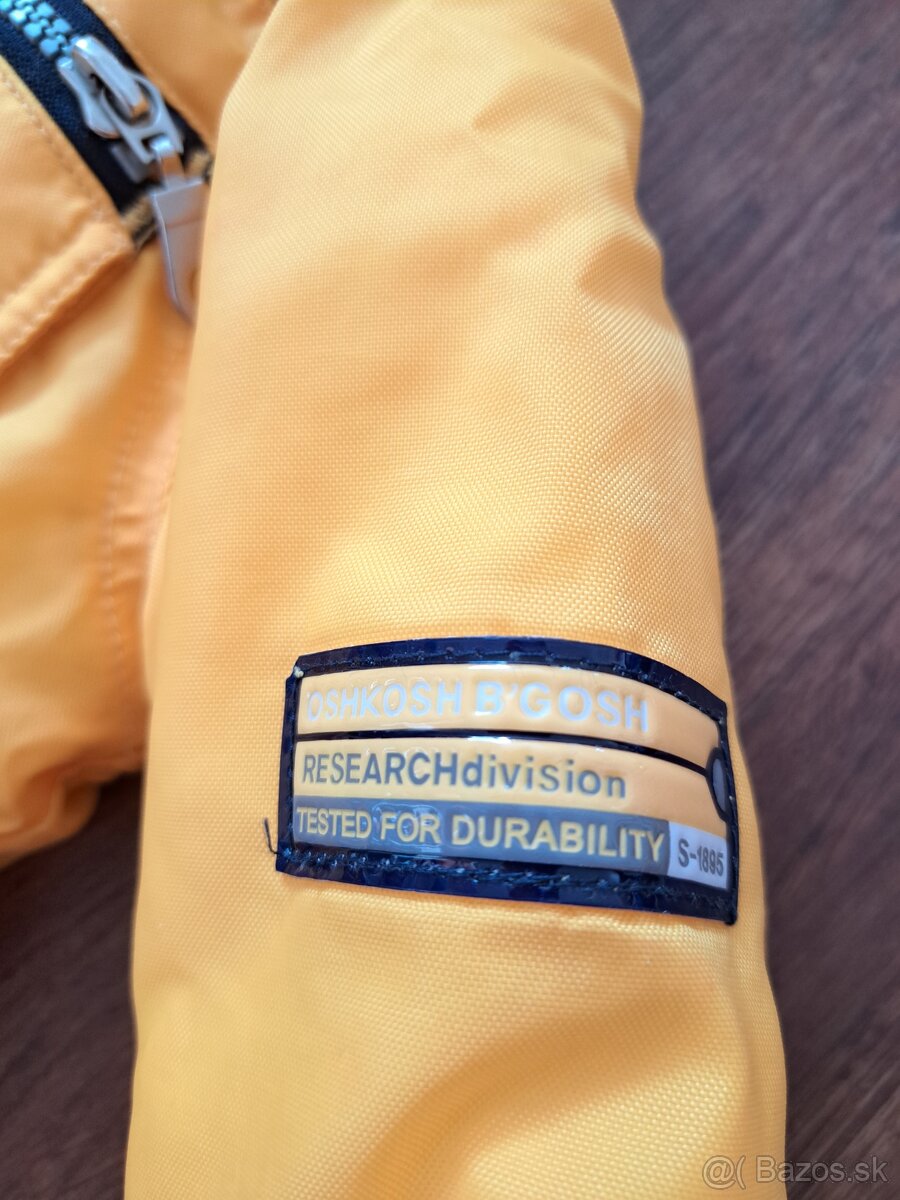 OSHKOSH B'GOSH
RESEARCHdivision
TESTED FOR DURABILITY
S-1895
@( Bazos.sk